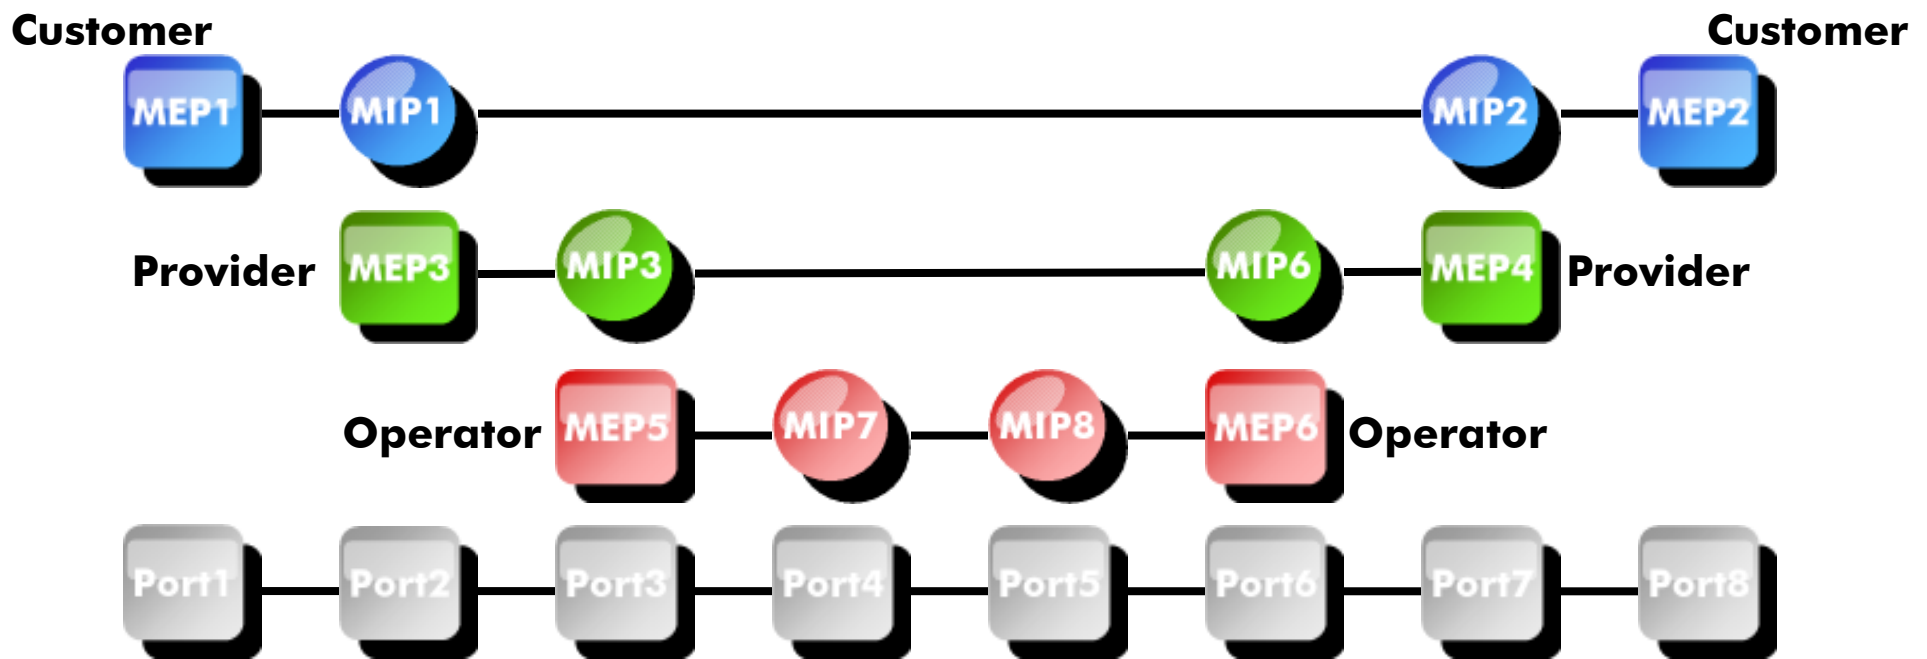 Customer Customer
MEP1 MIP1 MIP2 MEP2
Provider MEP3 MIP3 MIP6 MEP4 Provider
Operator MEP5 MIP7 MIP8 MEP6 Operator
Port1 Port2 Port3 Port4 Port5 Port6 Port7 Port8